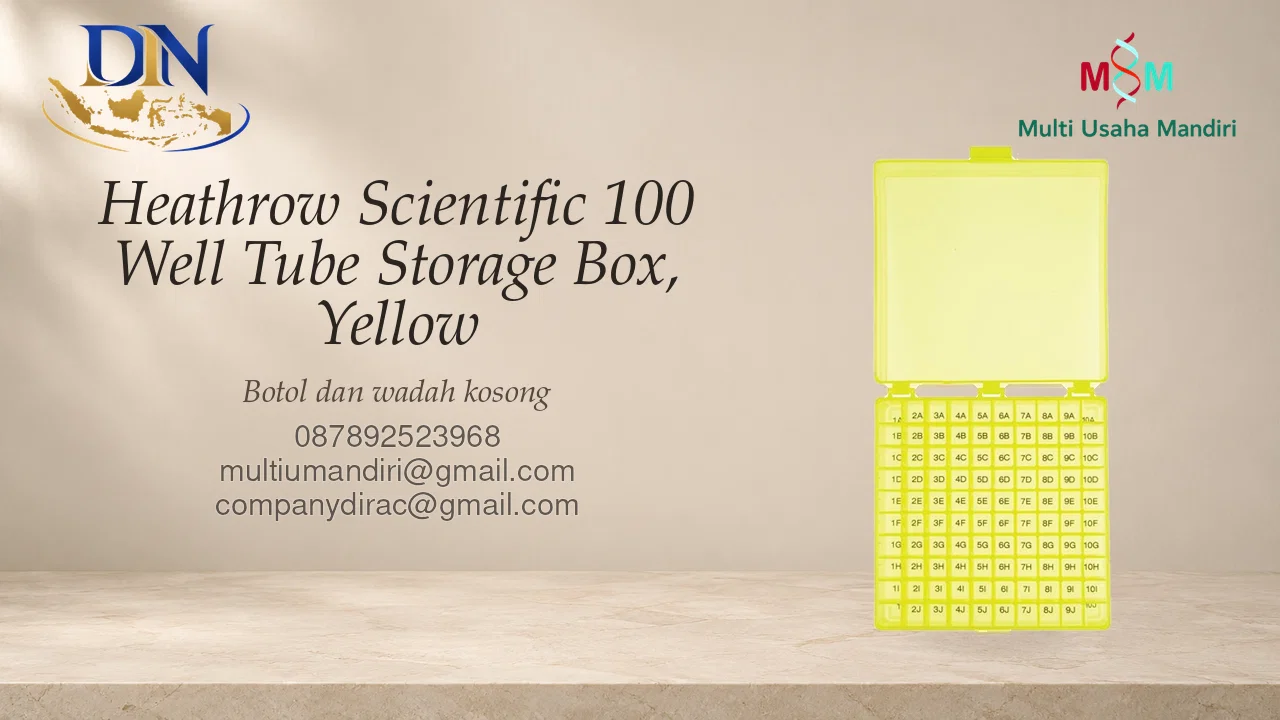 DIN
M M
Multi Usaha Mandiri
Heathrow Scientific 100
Well Tube Storage Box,
Yellow
Botol dan wadah kosong
087892523968
multiumandiri@gmail.com
companydirac@gmail.com
1A 2A 3A 4A 5A 6A 7A 8A 9A 10A
1B 2B 3B 4B 5B 6B 7B 8B 9B 10B
1C 2C 3C 4C 5C 6C 7C 8C 9C 10C
1D 2D 3D 4D 5D 6D 7D 8D 9D 10D
1E 2E 3E 4E 5E 6E 7E 8E 9E 10E
1F 2F 3F 4F 5F 6F 7F 8F 9F 10F
1G 2G 3G 4G 5G 6G 7G 8G 9G 10G
1H 2H 3H 4H 5H 6H 7H 8H 9H 10H
1I 2I 3I 4I 5I 6I 7I 8I 9I 10I
2J 3J 4J 5J 6J 7J 8J 9J 10J